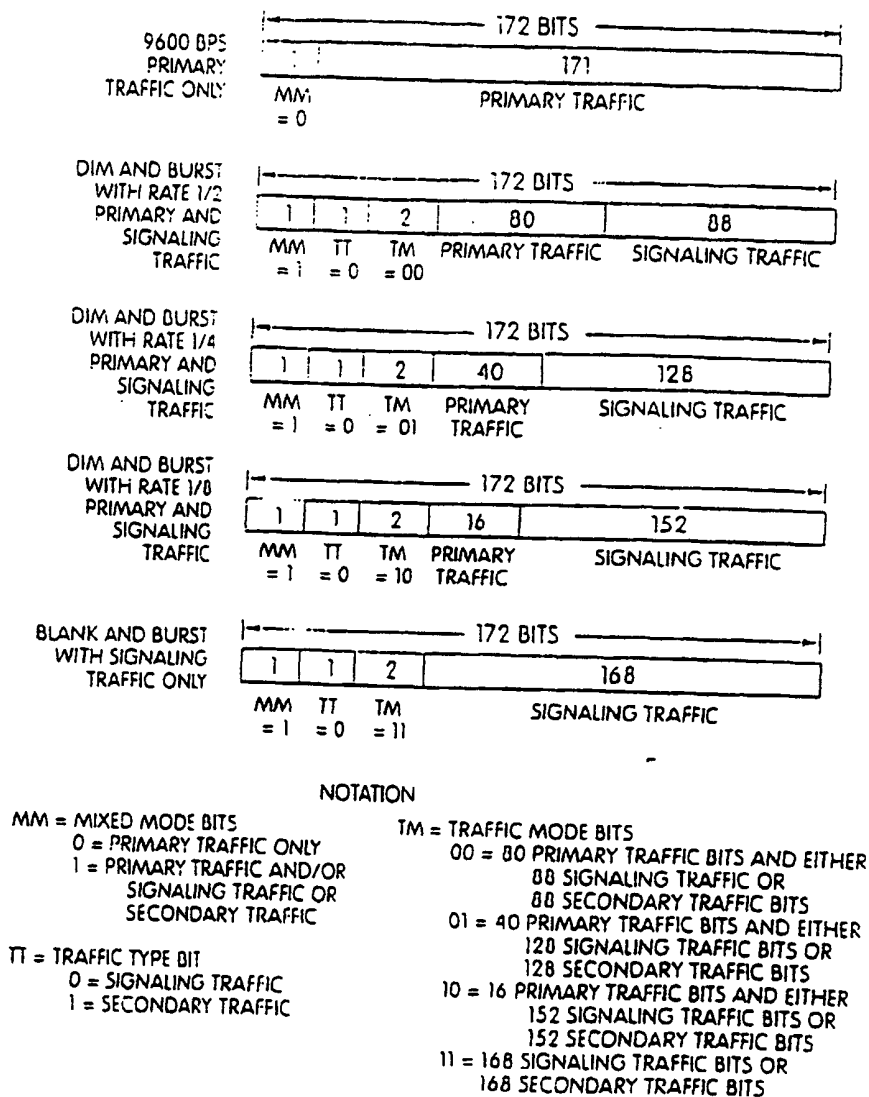 172 BITS
9600 BPS
PRIMARY
TRAFFIC ONLY
171
MM
= 0
PRIMARY TRAFFIC
DIM AND BURST
WITH RATE 1/2
PRIMARY AND
SIGNALING
TRAFFIC
172 BITS
1 1 2 80 88
MM TT TM PRIMARY TRAFFIC SIGNALING TRAFFIC
= 1 = 0 = 00
DIM AND BURST
WITH RATE 1/4
PRIMARY AND
SIGNALING
TRAFFIC
172 BITS
1 1 2 40 128
MM TT TM PRIMARY SIGNALING TRAFFIC
= 1 = 0 = 01 TRAFFIC
DIM AND BURST
WITH RATE 1/8
PRIMARY AND
SIGNALING
TRAFFIC
172 BITS
1 1 2 16 152
MM TT TM PRIMARY SIGNALING TRAFFIC
= 1 = 0 = 10 TRAFFIC
BLANK AND BURST
WITH SIGNALING
TRAFFIC ONLY
172 BITS
1 1 2 168
MM TT TM SIGNALING TRAFFIC
= 1 = 0 = 11
NOTATION
MM = MIXED MODE BITS
0 = PRIMARY TRAFFIC ONLY
1 = PRIMARY TRAFFIC AND/OR
SIGNALING TRAFFIC OR
SECONDARY TRAFFIC
TT = TRAFFIC TYPE BIT
0 = SIGNALING TRAFFIC
1 = SECONDARY TRAFFIC
TM = TRAFFIC MODE BITS
00 = 80 PRIMARY TRAFFIC BITS AND EITHER
88 SIGNALING TRAFFIC OR
88 SECONDARY TRAFFIC BITS
01 = 40 PRIMARY TRAFFIC BITS AND EITHER
128 SIGNALING TRAFFIC BITS OR
128 SECONDARY TRAFFIC BITS
10 = 16 PRIMARY TRAFFIC BITS AND EITHER
152 SIGNALING TRAFFIC BITS OR
152 SECONDARY TRAFFIC BITS
11 = 168 SIGNALING TRAFFIC BITS OR
168 SECONDARY TRAFFIC BITS